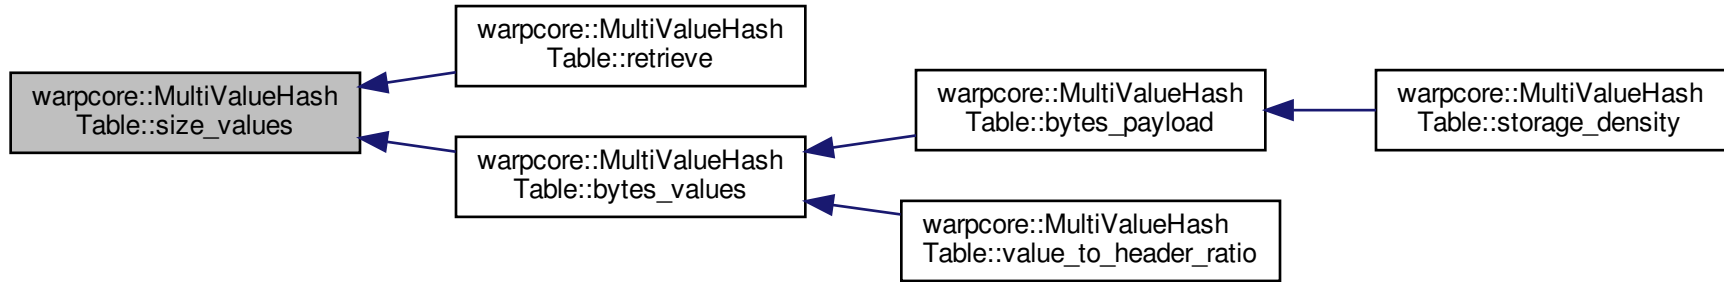 warpcore::MultiValueHash
Table::size_values
warpcore::MultiValueHash
Table::retrieve
warpcore::MultiValueHash
Table::bytes_values
warpcore::MultiValueHash
Table::bytes_payload
warpcore::MultiValueHash
Table::value_to_header_ratio
warpcore::MultiValueHash
Table::storage_density